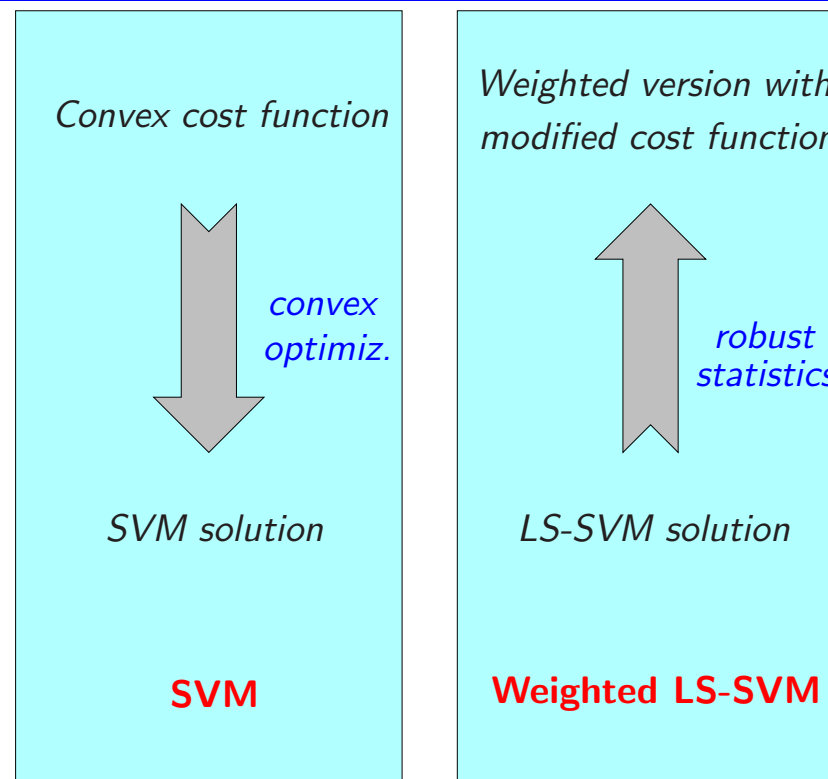 Convex cost function
convex
optimiz.
SVM solution
SVM
Weighted version with
modified cost function
robust
statistics
LS-SVM solution
Weighted LS-SVM